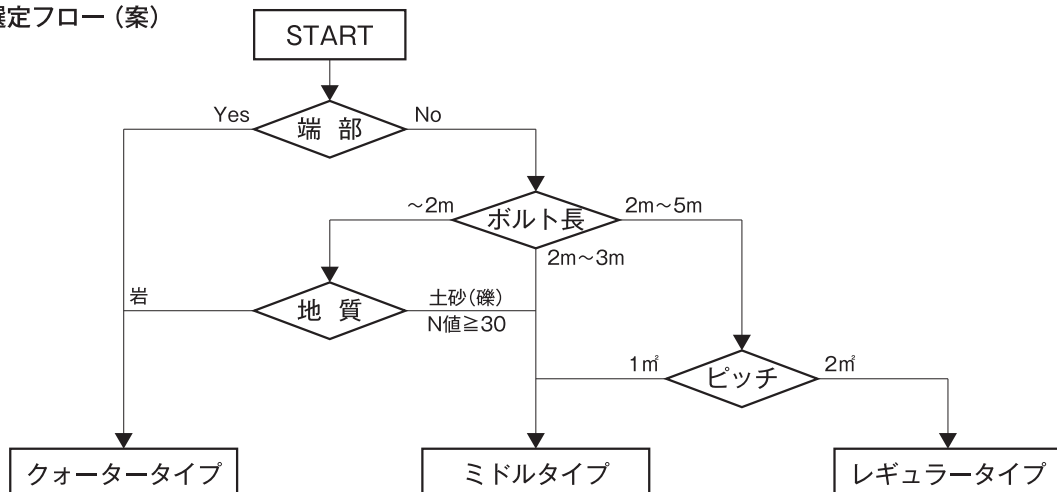 選定フロー（案）
START
Yes
No
端 部
～2m
ボルト長
2m～5m
2m～3m
岩
地 質
土砂（礫）
N値≧30
1㎡
ピッチ
2㎡
クォータータイプ
ミドルタイプ
レギュラータイプ